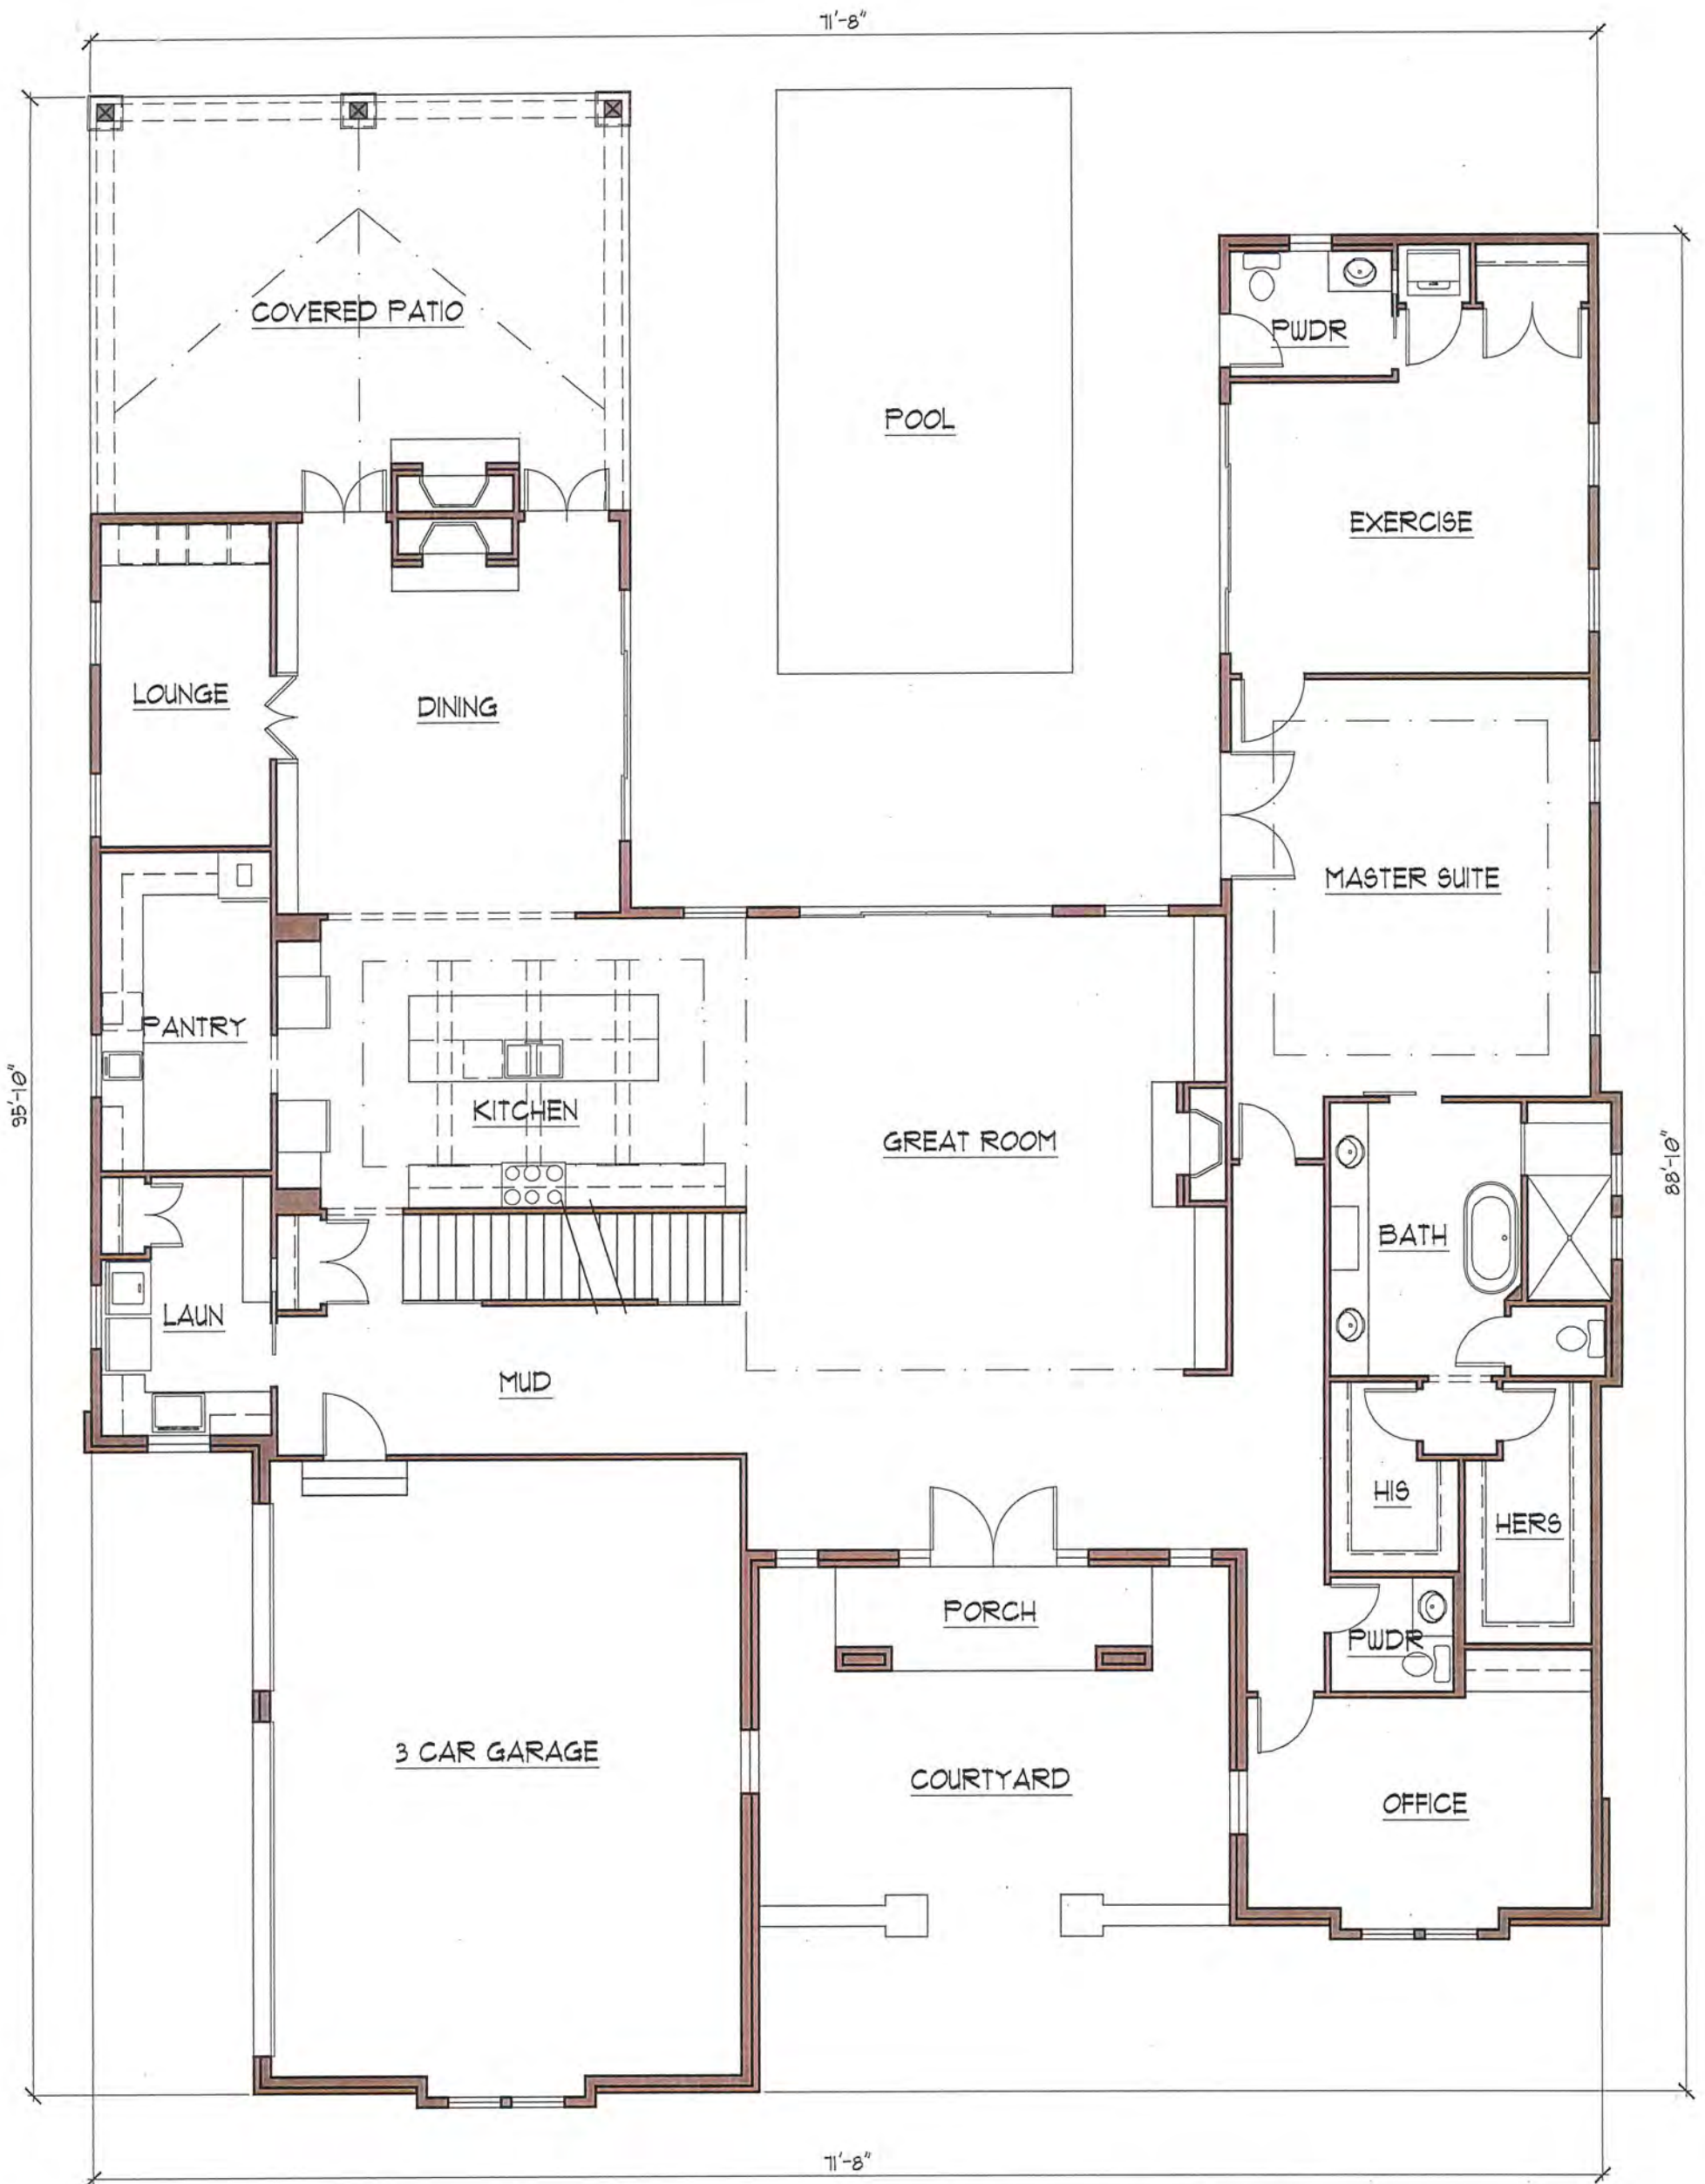 71'-8"
COVERED PATIO
PWDR
POOL
EXERCISE
LOUNGE
DINING
MASTER SUITE
PANTRY
95'-10"
KITCHEN
GREAT ROOM
88'-10"
BATH
LAUN
MUD
HIS
HERS
PORCH
PWDR
3 CAR GARAGE
COURTYARD
OFFICE
71'-8"